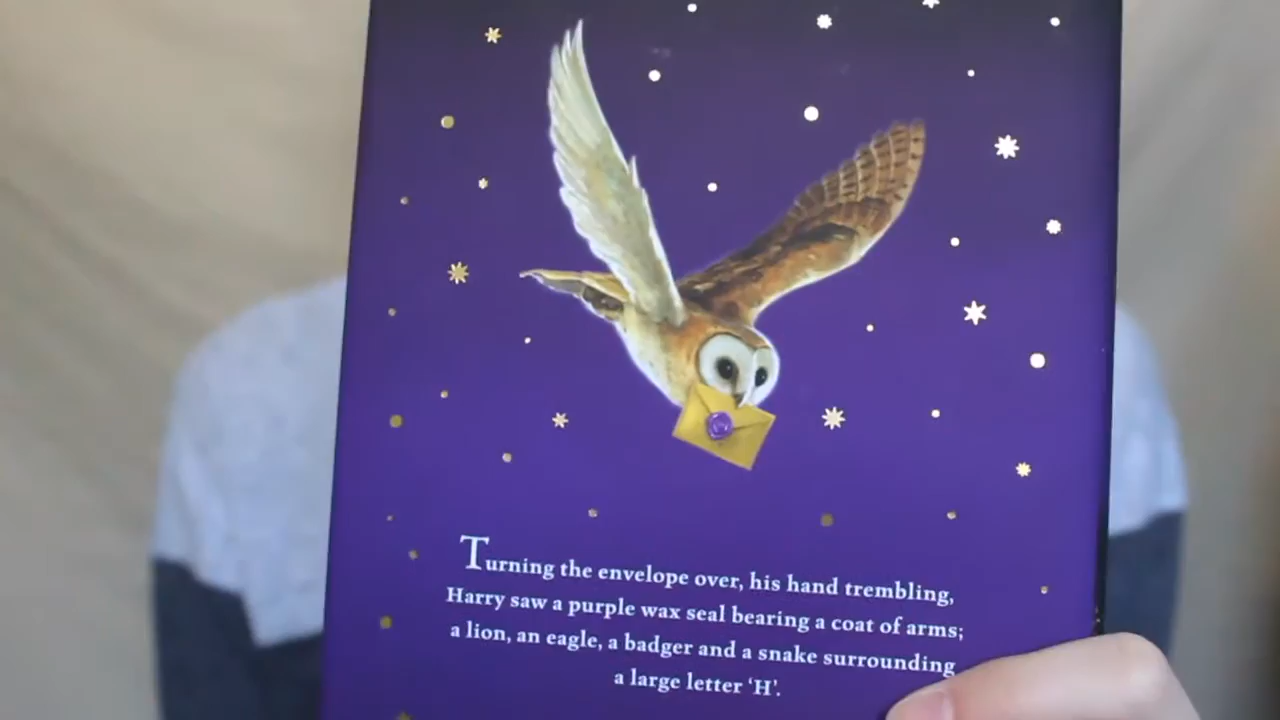 Turning the envelope over, his hand trembling,
Harry saw a purple wax seal bearing a coat of arms;
a lion, an eagle, a badger and a snake surrounding
a large letter ‘H’.